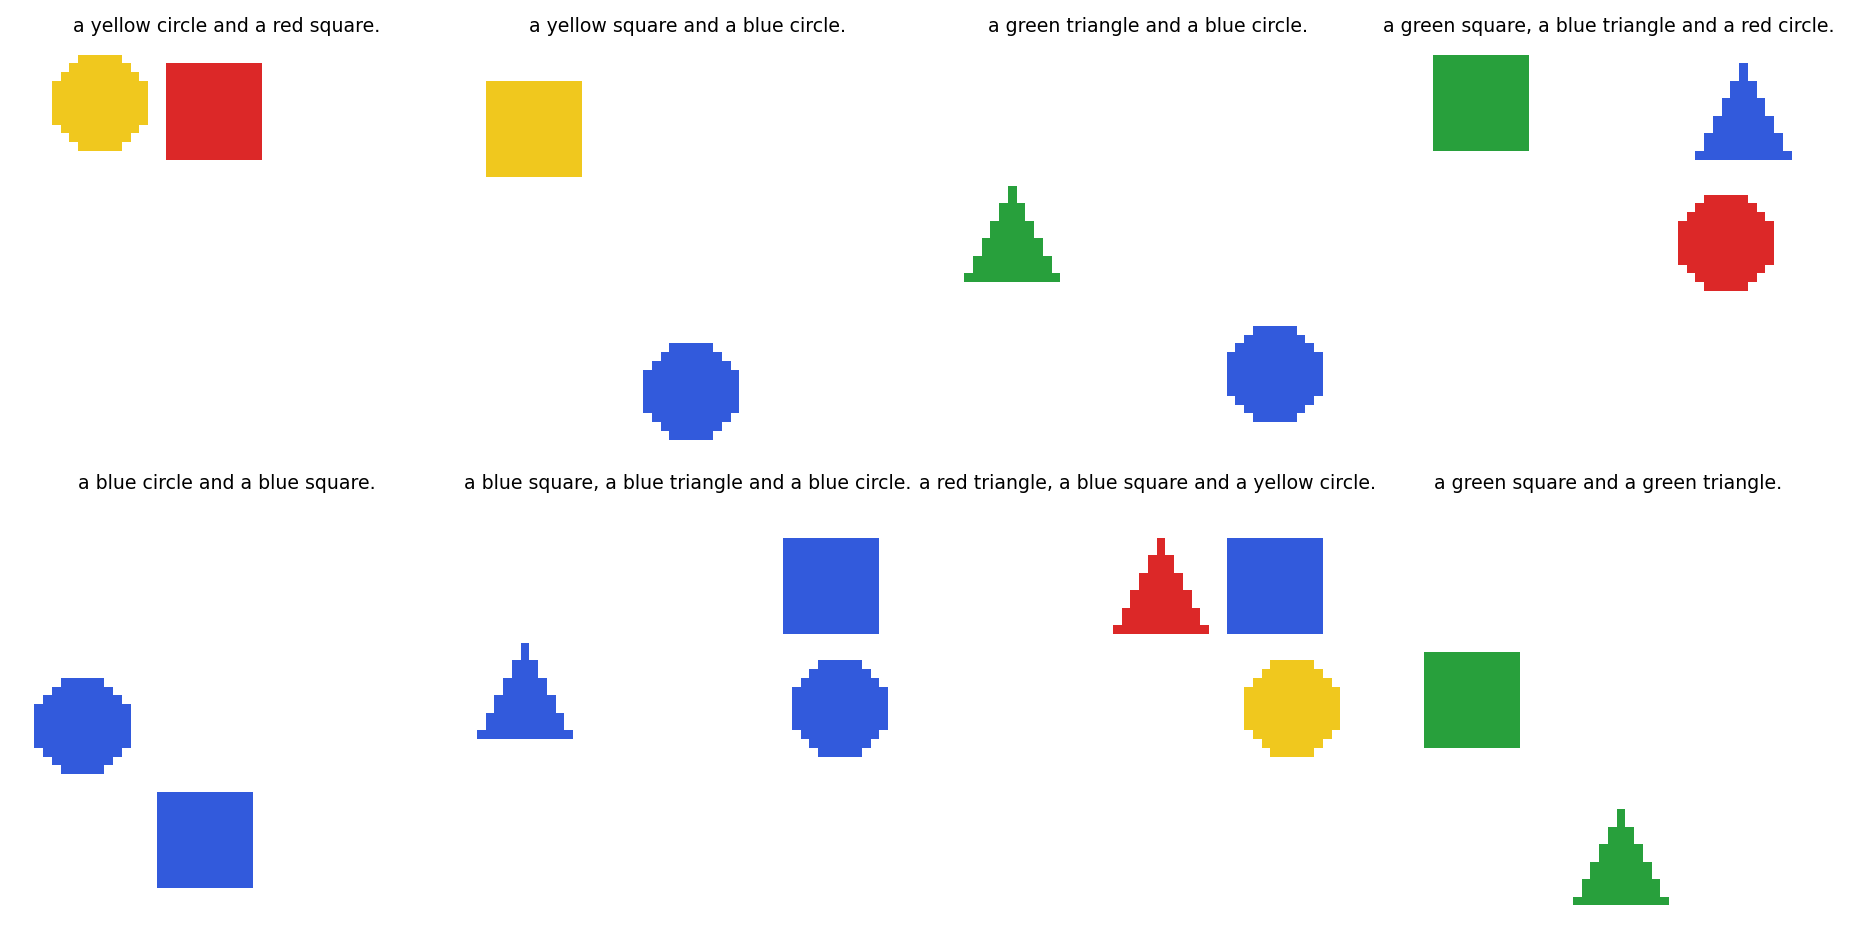 a yellow circle and a red square.
a yellow square and a blue circle.
a green triangle and a blue circle.
a green square, a blue triangle and a red circle.
a blue circle and a blue square.
a blue square, a blue triangle and a blue circle.
a red triangle, a blue square and a yellow circle.
a green square and a green triangle.